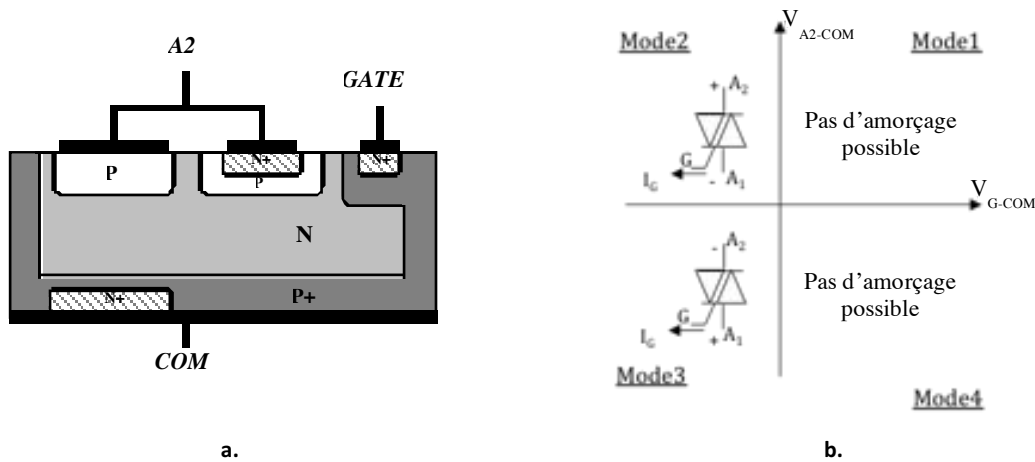 A2
GATE
N+
N+
P
P
N
P+
N+
COM
a.
V A2-COM
Mode2
Mode1
+ A2
G
IG
- A1
Pas d’amorçage
possible
V G-COM
- A2
G
IG
+ A1
Pas d’amorçage
possible
Mode3
Mode4
b.